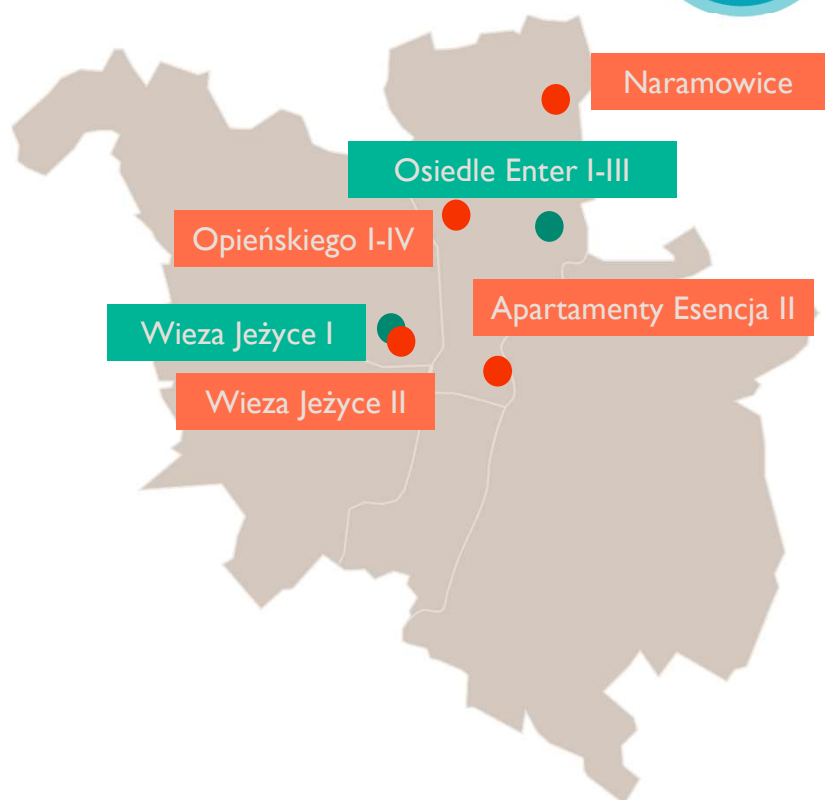 Naramowice
Osiedle Enter I-III
Opieńskiego I-IV
Apartamenty Esencja II
Wieza Jeżyce I
Wieza Jeżyce II